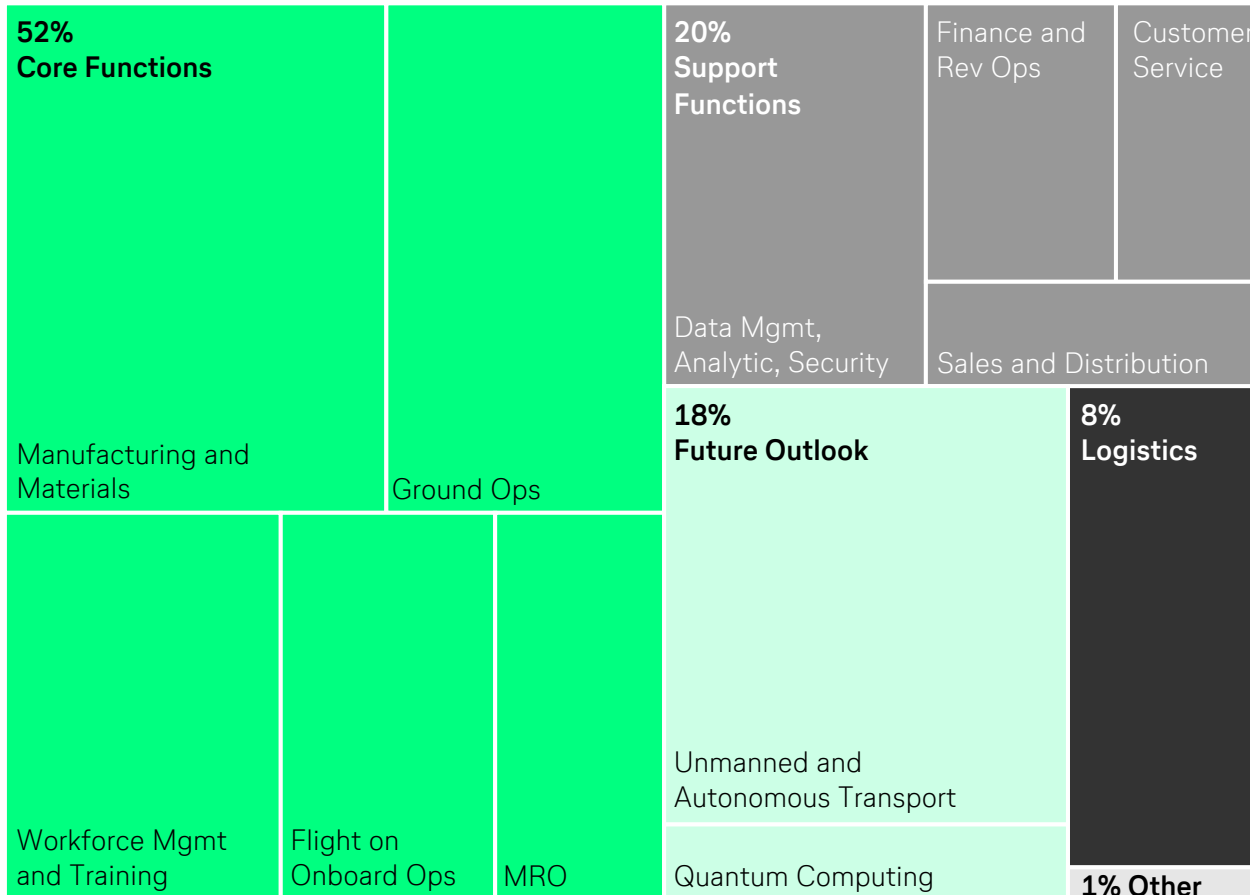 52%
Core Functions
Manufacturing and
Materials
Ground Ops
Workforce Mgmt
and Training
Flight on
Onboard Ops
MRO
20%
Support
Functions
Data Mgmt,
Analytic, Security
Finance and
Rev Ops
Customer
Service
Sales and Distribution
18%
Future Outlook
Unmanned and
Autonomous Transport
Quantum Computing
8%
Logistics
1% Other